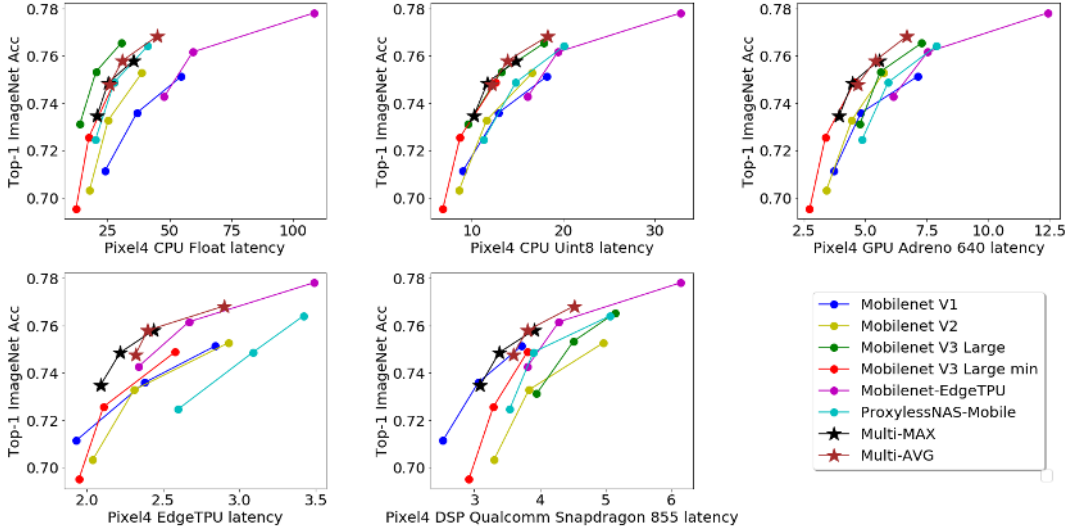 Top-1 ImageNet Acc
0.78
0.76
0.74
0.72
0.70
25
50
75
100
Pixel4 CPU Float latency
Top-1 ImageNet Acc
0.78
0.76
0.74
0.72
0.70
10
20
30
Pixel4 CPU Uint8 latency
Top-1 ImageNet Acc
0.78
0.76
0.74
0.72
0.70
2.5
5.0
7.5
10.0
12.5
Pixel4 GPU Adreno 640 latency
Top-1 ImageNet Acc
0.78
0.76
0.74
0.72
0.70
2.0
2.5
3.0
3.5
Pixel4 EdgeTPU latency
Top-1 ImageNet Acc
0.78
0.76
0.74
0.72
0.70
3
4
5
6
Pixel4 DSP Qualcomm Snapdragon 855 latency
Mobilenet V1
Mobilenet V2
Mobilenet V3 Large
Mobilenet V3 Large min
Mobilenet-EdgeTPU
ProxylessNAS-Mobile
Multi-MAX
Multi-AVG